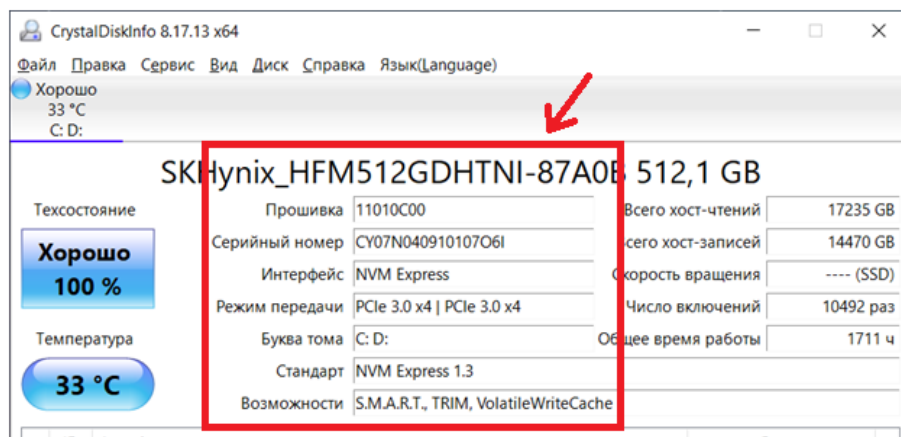 CrystalDiskInfo 8.17.13 x64
Файл Правка Сервис Вид Диск Справка Язык(Language)
Хорошо
33 °C
C: D:
SKHynix_HFM512GDHTNI-87A0B 512,1 GB
Техсостояние
Хорошо
100 %
Температура
33 °C
Прошивка 11010C00
Серийный номер CY07N040910107O6I
Интерфейс NVM Express
Режим передачи PCIe 3.0 x4 | PCIe 3.0 x4
Буква тома C: D:
Стандарт NVM Express 1.3
Возможности S.M.A.R.T., TRIM, VolatileWriteCache
Всего хост-чтений 17235 GB
Всего хост-записей 14470 GB
Скорость вращения ---- (SSD)
Число включений 10492 раз
Общее время работы 1711 ч